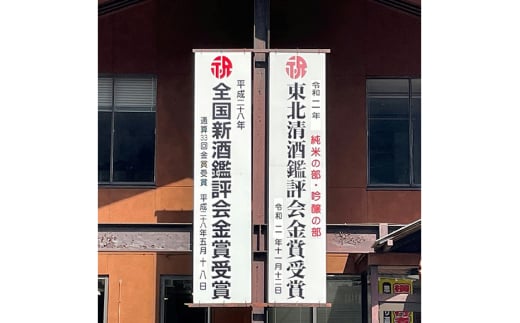 祝
令和二年
純米の部・吟醸の部
東北清酒鑑評会金賞受賞
令和二年十一月十二日
祝
平成二十八年
全国新酒鑑評会金賞受賞
通算33回金賞受賞 平成二十八年五月十八日